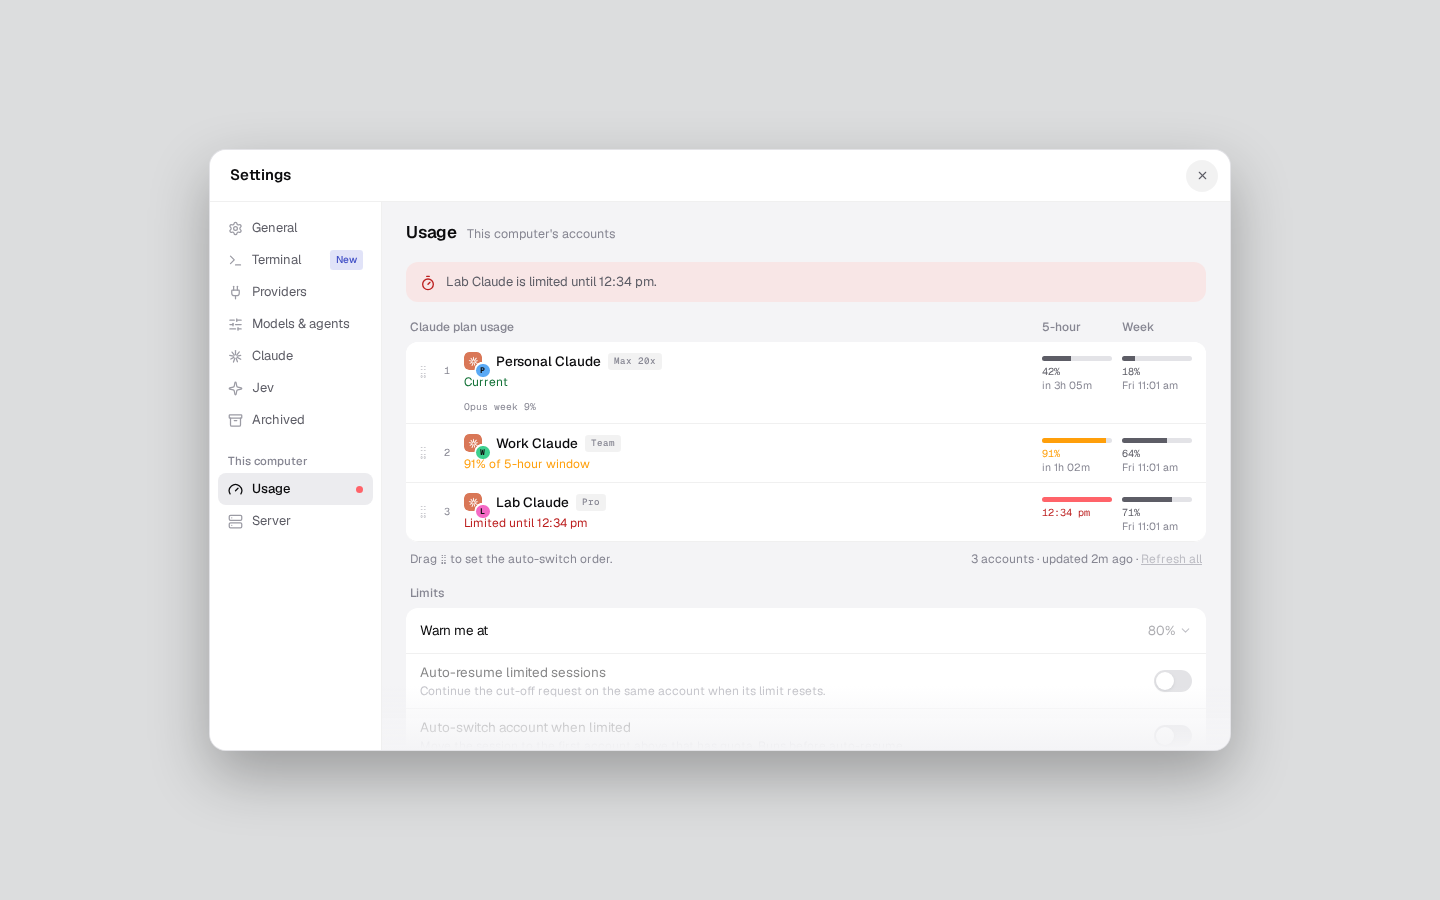 Settings
General
Terminal New
Providers
Models & agents
Claude
Jev
Archived
This computer
Usage
Server
Usage This computer's accounts
Lab Claude is limited until 12:34 pm.
Claude plan usage 5-hour Week
1 P Personal Claude Max 20x
Current
Opus week 9%
42% 18%
in 3h 05m Fri 11:01 am
2 W Work Claude Team
91% of 5-hour window
91% 64%
in 1h 02m Fri 11:01 am
3 L Lab Claude Pro
Limited until 12:34 pm
12:34 pm 71%
Fri 11:01 am
Drag to set the auto-switch order. 3 accounts · updated 2m ago · Refresh all
Limits
Warn me at 80%
Auto-resume limited sessions
Continue the cut-off request on the same account when its limit resets.
Auto-switch account when limited